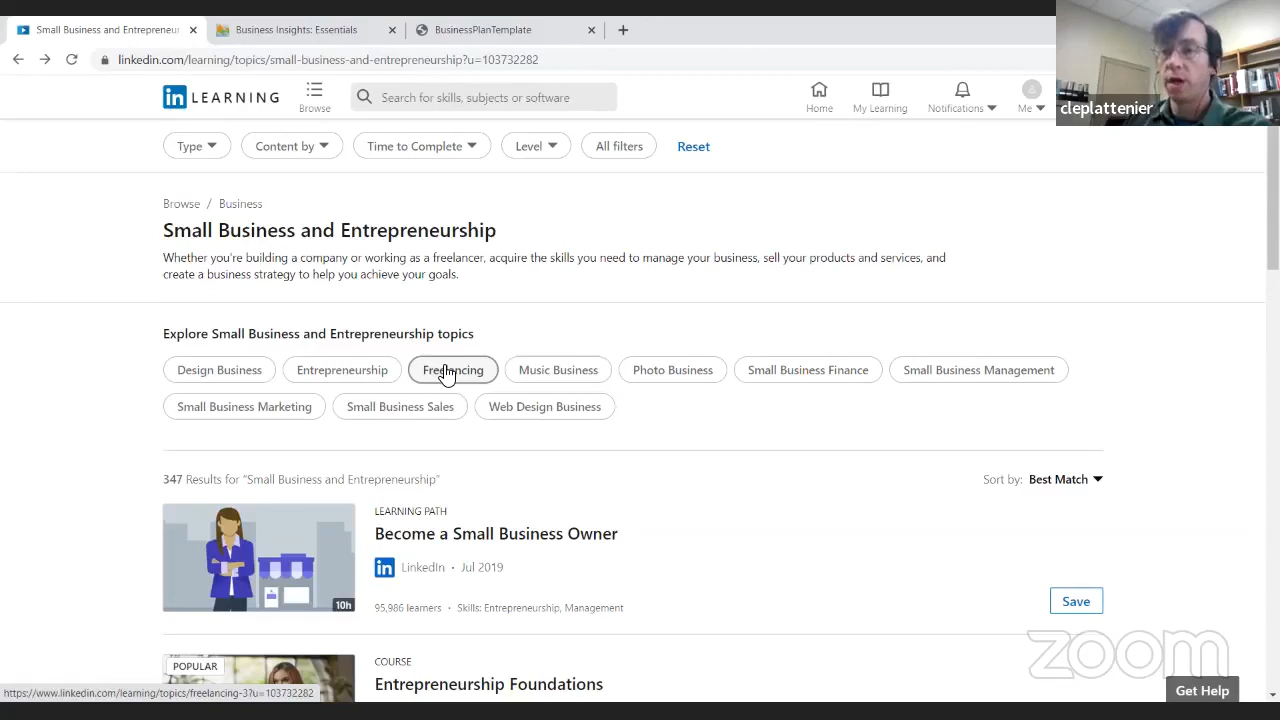 Small Business and Entrepreneur
Business Insights: Essentials
BusinessPlanTemplate
linkedin.com/learning/topics/small-business-and-entrepreneurship?u=103732282
cleplattenier
in LEARNING
Browse
Search for skills, subjects or software
Home
My Learning
Notifications
Me
Type
Content by
Time to Complete
Level
All filters
Reset
Browse / Business
Small Business and Entrepreneurship
Whether you're building a company or working as a freelancer, acquire the skills you need to manage your business, sell your products and services, and
create a business strategy to help you achieve your goals.
Explore Small Business and Entrepreneurship topics
Design Business
Entrepreneurship
Freelancing
Music Business
Photo Business
Small Business Finance
Small Business Management
Small Business Marketing
Small Business Sales
Web Design Business
347 Results for “Small Business and Entrepreneurship”
Sort by: Best Match
LEARNING PATH
Become a Small Business Owner
in LinkedIn • Jul 2019
10h
95,986 learners • Skills: Entrepreneurship, Management
Save
POPULAR
COURSE
Entrepreneurship Foundations
zoom
Get Help
https://www.linkedin.com/learning/topics/freelancing-3?u=103732282